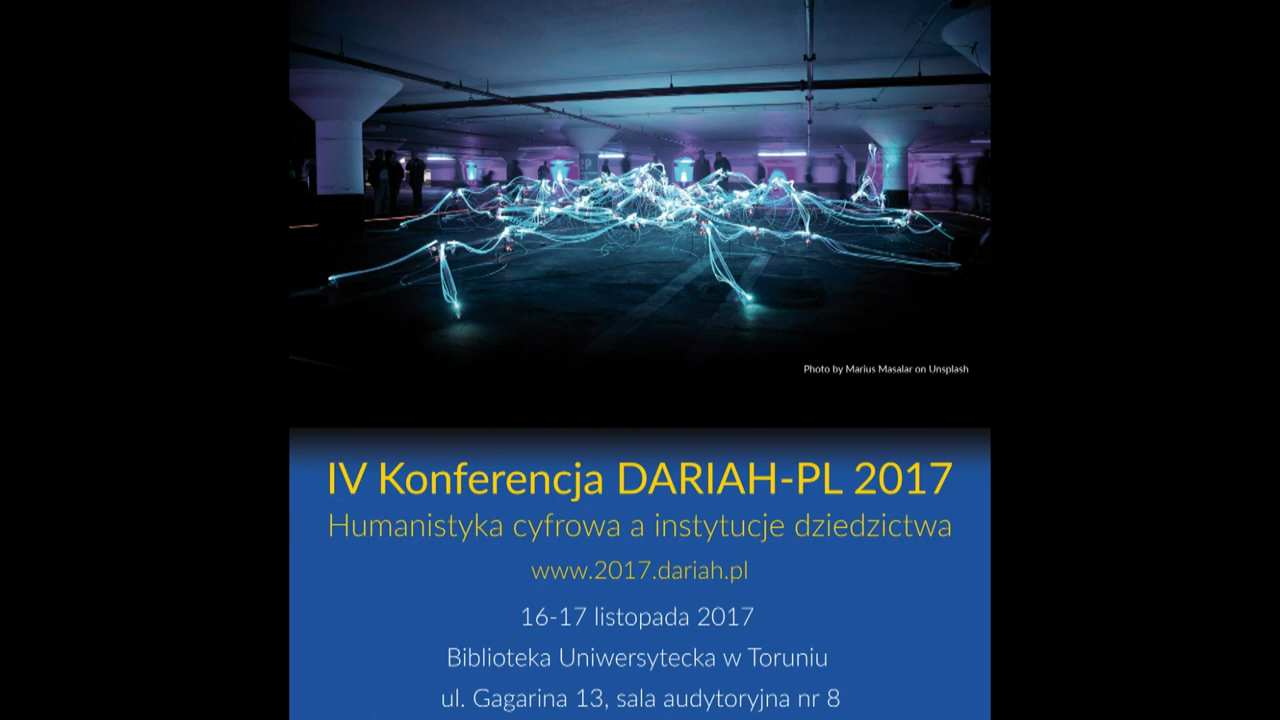 Photo by Marius Masalar on Unsplash
IV Konferencja DARIAH-PL 2017
Humanistyka cyfrowa a instytucje dziedzictwa
www.2017.dariah.pl
16-17 listopada 2017
Biblioteka Uniwersytecka w Toruniu
ul. Gagarina 13, sala audytoryjna nr 8